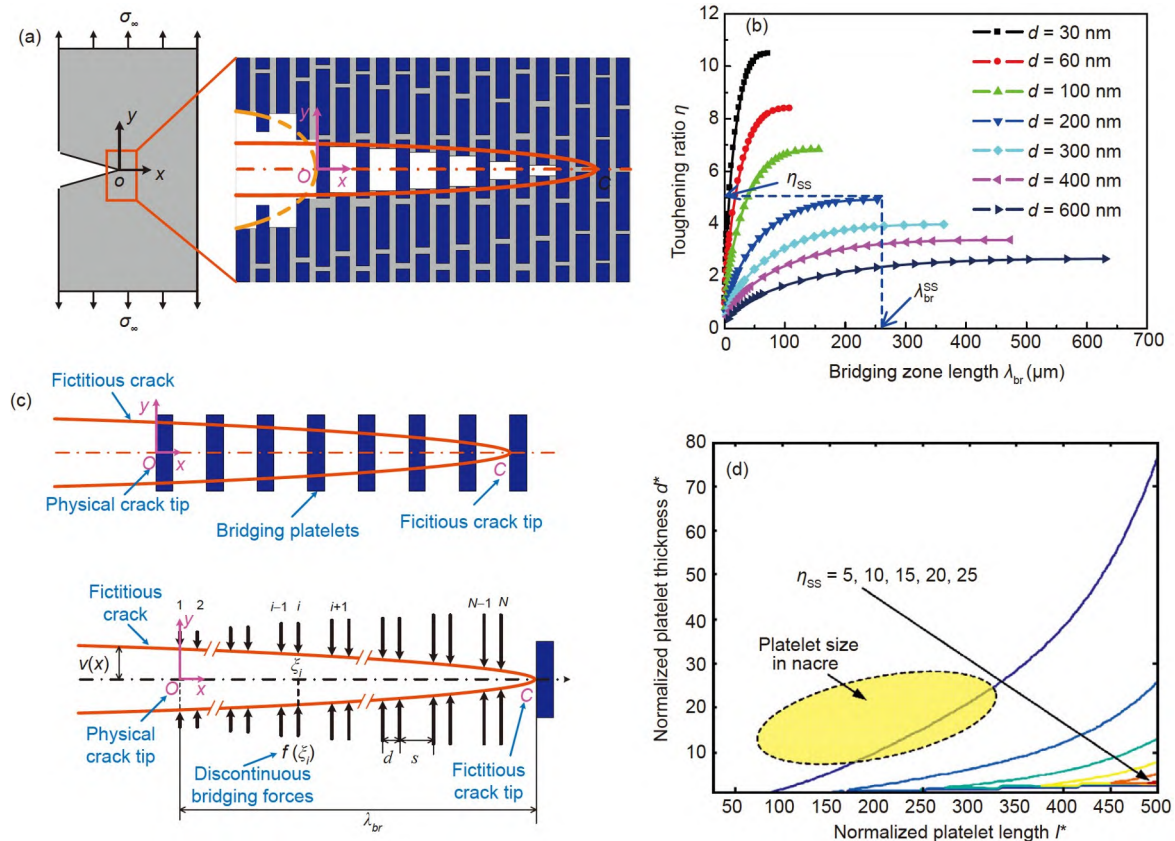 (a)
σ∞
y
o
x
σ∞
y
O
x
C
(b)
Toughening ratio η
12
10
8
6
4
2
0
0 100 200 300 400 500 600 700
Bridging zone length λbr (μm)
d = 30 nm
d = 60 nm
d = 100 nm
d = 200 nm
d = 300 nm
d = 400 nm
d = 600 nm
ηSS
λbrSS
(c)
Fictitious crack
y
O
x
C
Physical crack tip
Bridging platelets
Ficitious crack tip
Fictitious crack
1 2 i–1 i i+1 N–1 N
y
v(x)
ξi
O
x
C
Physical crack tip
f (ξi)
d
s
Discontinuous bridging forces
Fictitious crack tip
λbr
(d)
Normalized platelet thickness d*
80
70
60
50
40
30
20
10
50 100 150 200 250 300 350 400 450 500
Normalized platelet length l*
ηSS = 5, 10, 15, 20, 25
Platelet size
in nacre